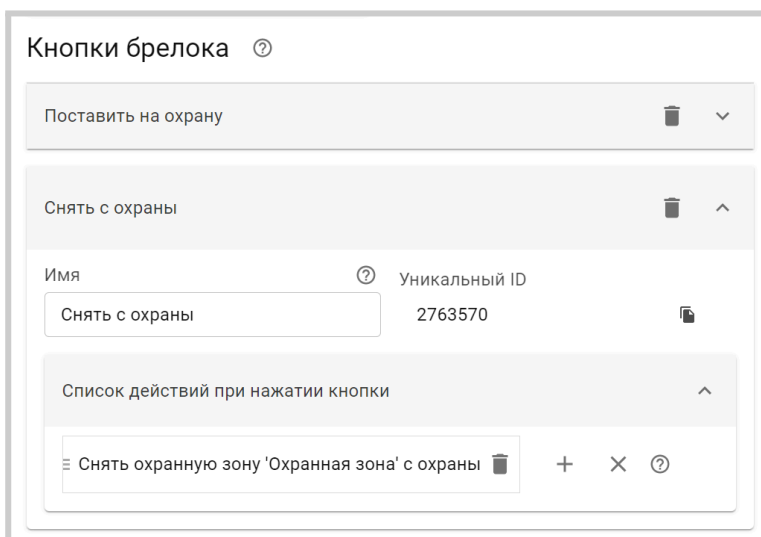 Кнопки брелока
Поставить на охрану
Снять с охраны
Имя
Уникальный ID
Снять с охраны
2763570
Список действий при нажатии кнопки
Снять охранную зону 'Охранная зона' с охраны